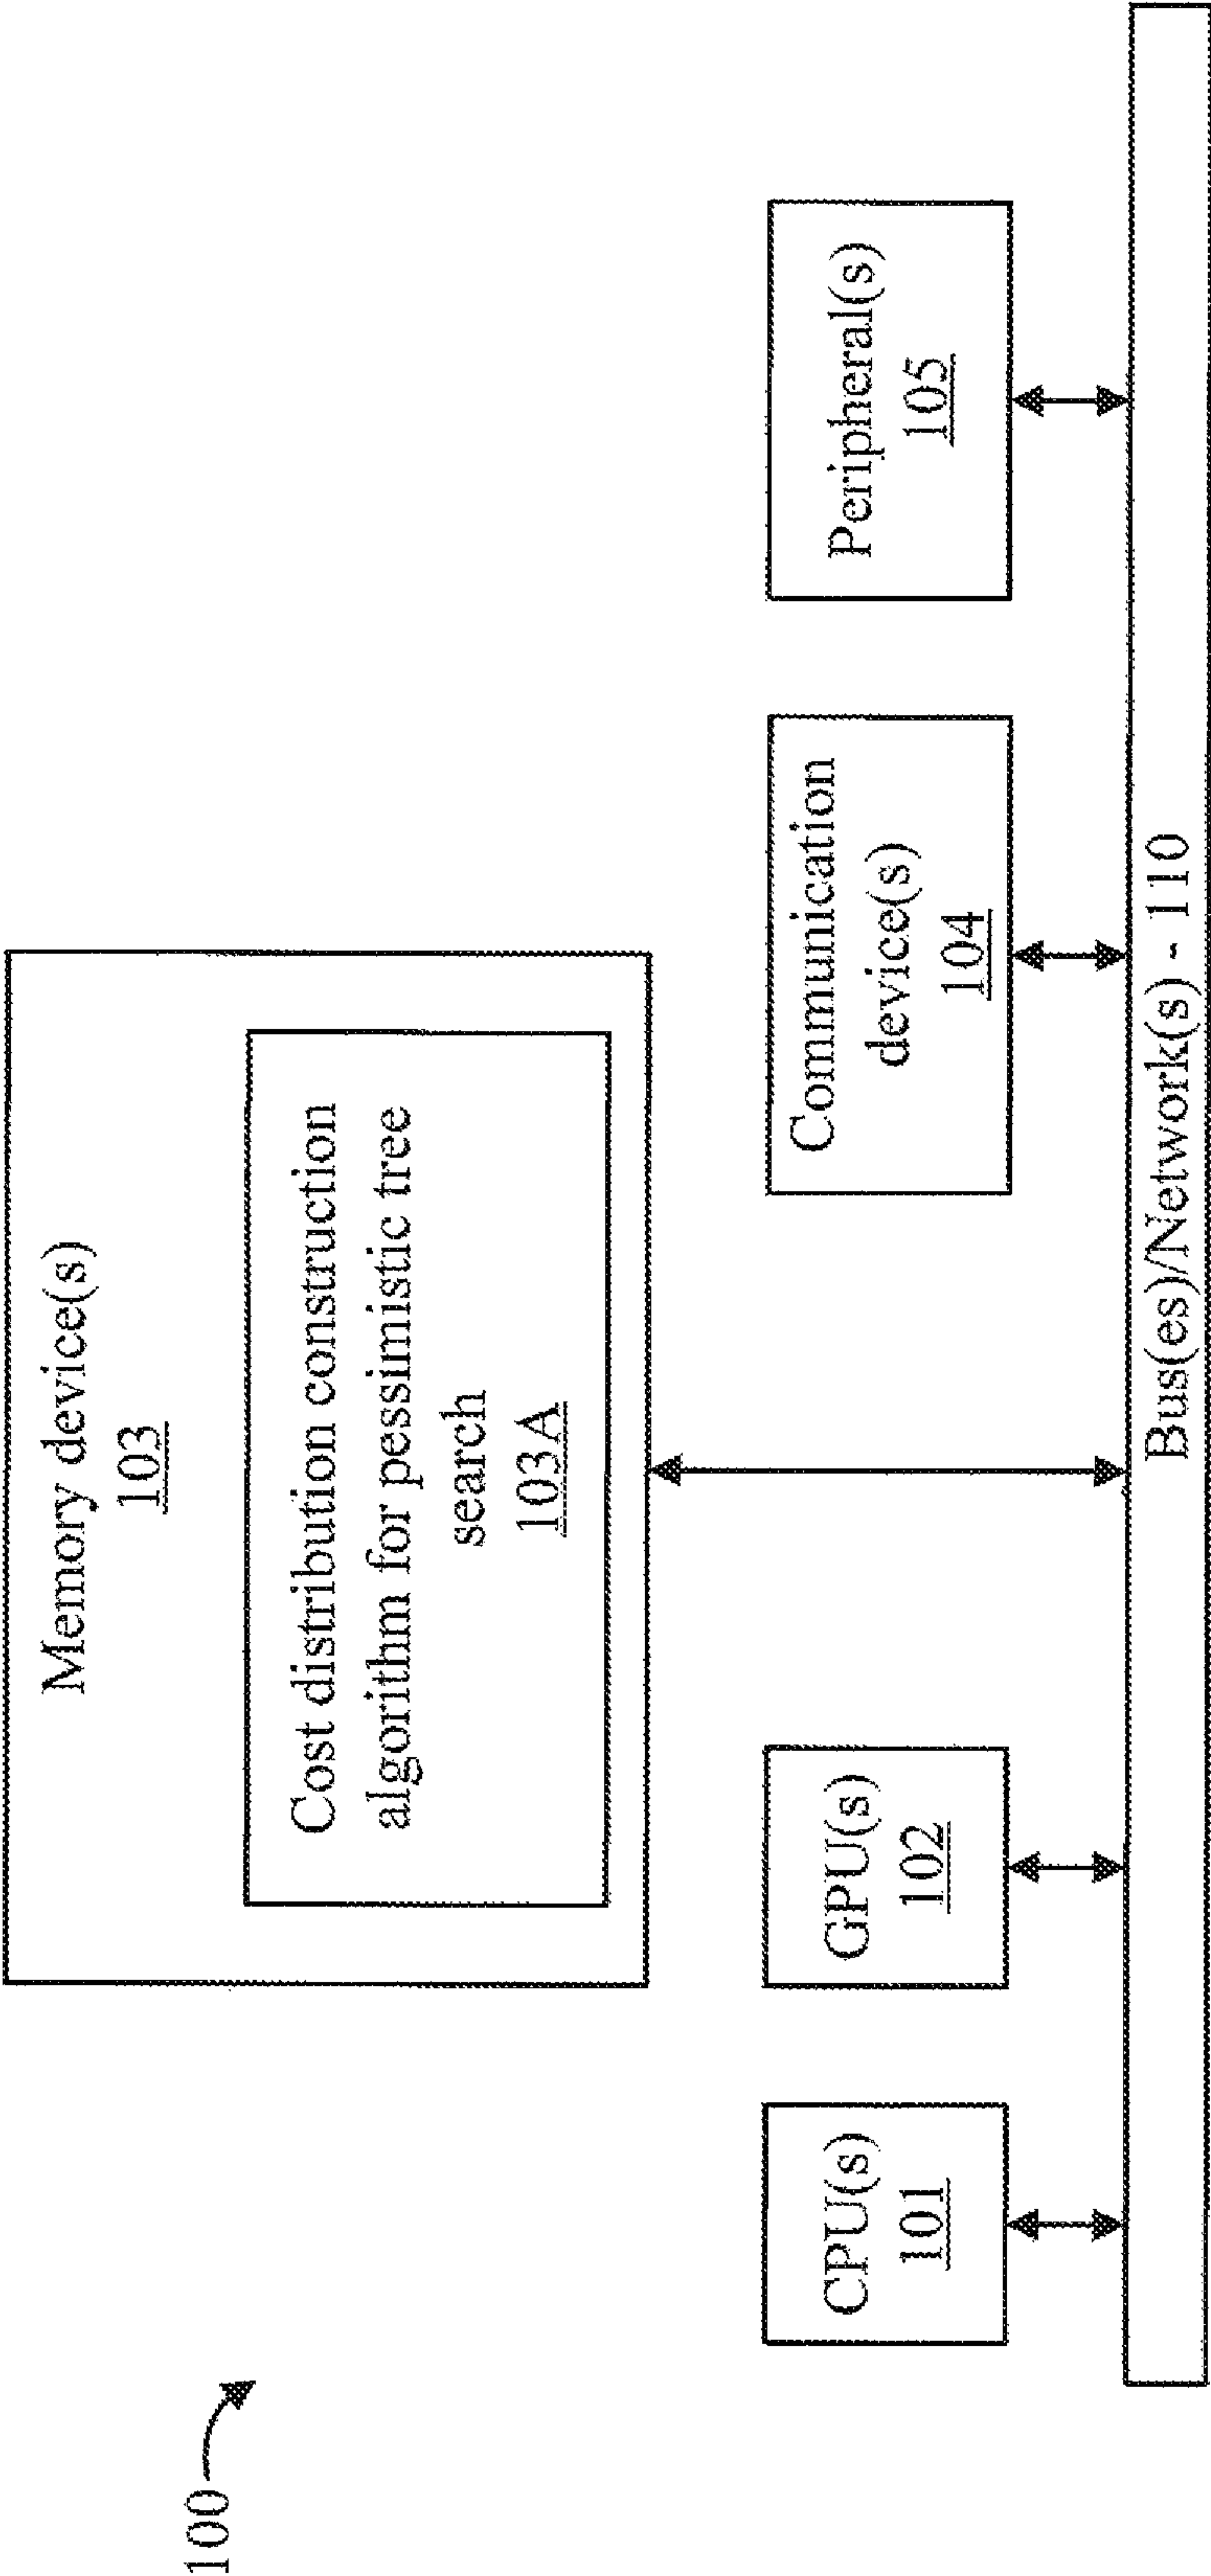 100
Memory device(s)
103
Cost distribution construction
algorithm for pessimistic tree
search
103A
CPU(s)
101
GPU(s)
102
Communication
device(s)
104
Peripheral(s)
105
Bus(es)/Network(s) - 110